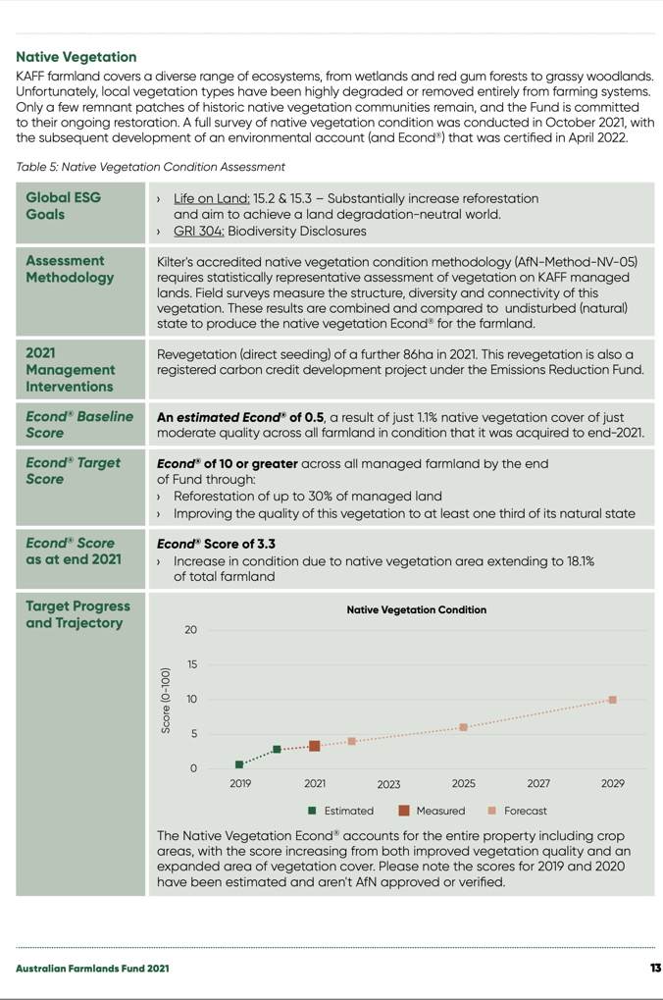 Native Vegetation
KAFF farmland covers a diverse range of ecosystems, from wetlands and red gum forests to grassy woodlands.
Unfortunately, local vegetation types have been highly degraded or removed entirely from farming systems.
Only a few remnant patches of historic native vegetation communities remain, and the Fund is committed
to their ongoing restoration. A full survey of native vegetation condition was conducted in October 2021, with
the subsequent development of an environmental account (and Econd®) that was certified in April 2022.
Table 5: Native Vegetation Condition Assessment
Global ESG
Goals
› Life on Land: 15.2 & 15.3 – Substantially increase reforestation
and aim to achieve a land degradation-neutral world.
› GRI 304: Biodiversity Disclosures
Assessment
Methodology
Kilter's accredited native vegetation condition methodology (AfN-Method-NV-05)
requires statistically representative assessment of vegetation on KAFF managed
lands. Field surveys measure the structure, diversity and connectivity of this
vegetation. These results are combined and compared to undisturbed (natural)
state to produce the native vegetation Econd® for the farmland.
2021
Management
Interventions
Revegetation (direct seeding) of a further 86ha in 2021. This revegetation is also a
registered carbon credit development project under the Emissions Reduction Fund.
Econd® Baseline
Score
An estimated Econd® of 0.5, a result of just 1.1% native vegetation cover of just
moderate quality across all farmland in condition that it was acquired to end-2021.
Econd® Target
Score
Econd® of 10 or greater across all managed farmland by the end
of Fund through:
› Reforestation of up to 30% of managed land
› Improving the quality of this vegetation to at least one third of its natural state
Econd® Score
as at end 2021
Econd® Score of 3.3
› Increase in condition due to native vegetation area extending to 18.1%
of total farmland
Target Progress
and Trajectory
Native Vegetation Condition
Score (0-100)
20
15
10
5
0
2019 2021 2023 2025 2027 2029
Estimated Measured Forecast
The Native Vegetation Econd® accounts for the entire property including crop
areas, with the score increasing from both improved vegetation quality and an
expanded area of vegetation cover. Please note the scores for 2019 and 2020
have been estimated and aren't AfN approved or verified.
Australian Farmlands Fund 2021 13